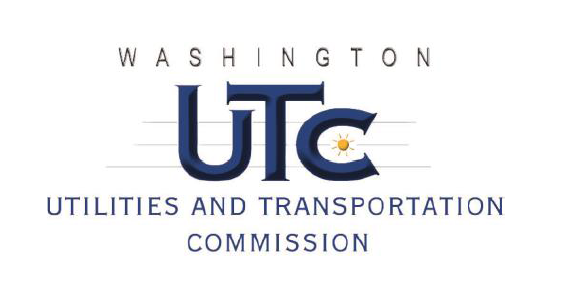 WASHINGTON
UTC
UTILITIES AND TRANSPORTATION
COMMISSION